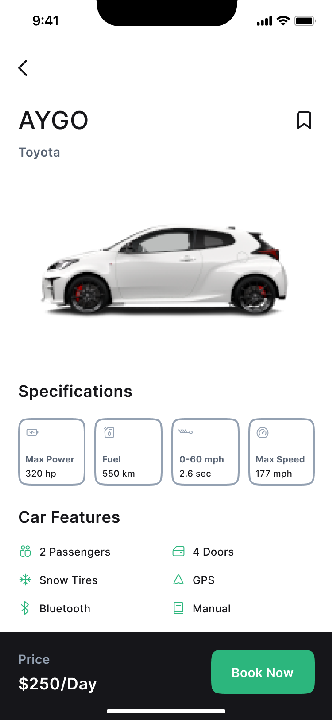 9:41
AYGO
Toyota
Specifications
Max Power Fuel 0-60 mph Max Speed
320 hp 550 km 2.6 sec 177 mph
Car Features
2 Passengers 4 Doors
Snow Tires GPS
Bluetooth Manual
Price
$250/Day Book Now